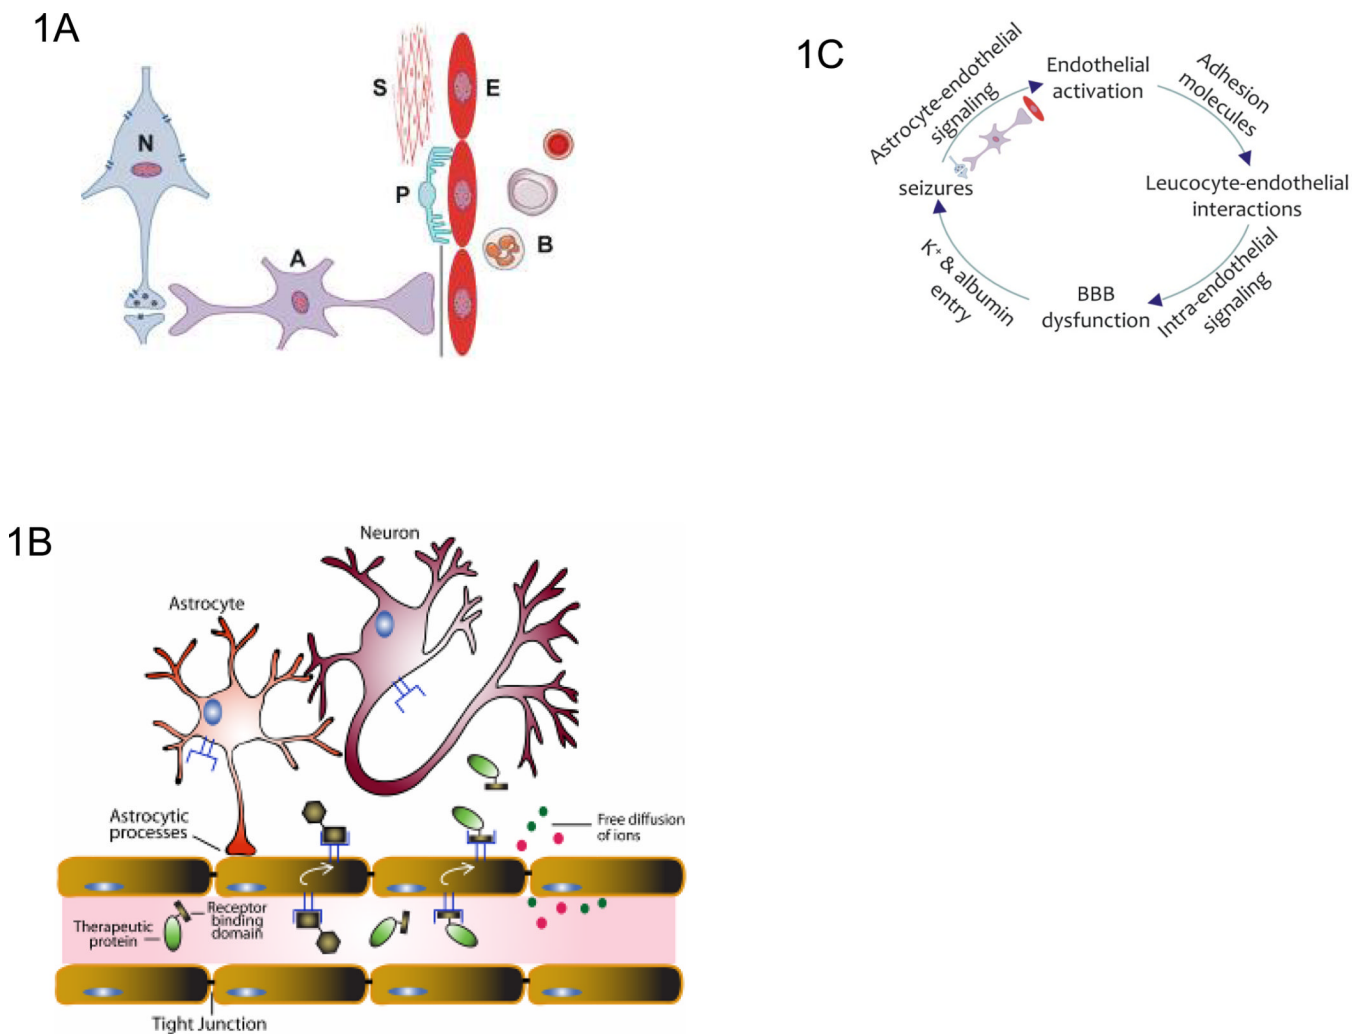 1A
N
A
S
E
P
B
1C
Astrocyte-endothelial
signaling
Endothelial
activation
Adhesion
molecules
Leucocyte-endothelial
interactions
Intra-endothelial
signaling
BBB
dysfunction
K⁺ & albumin
entry
seizures
1B
Neuron
Astrocyte
Astrocytic
processes
Free diffusion
of ions
Receptor
binding
domain
Therapeutic
protein
Tight Junction